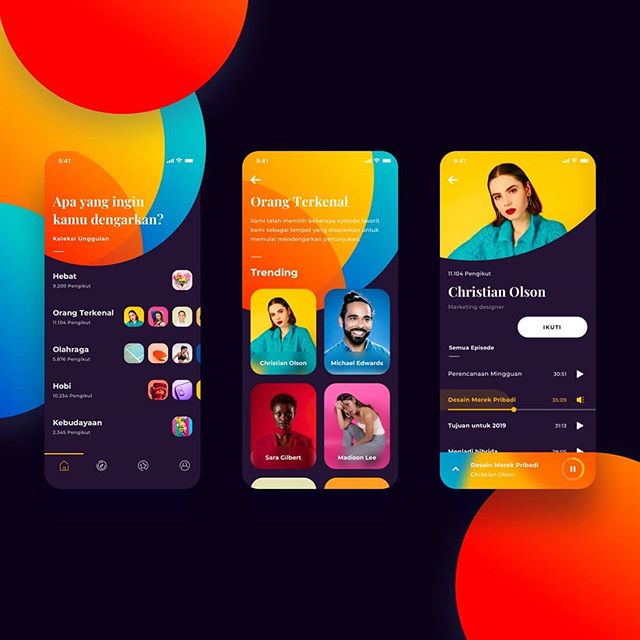 9:41
Apa yang ingin
kamu dengarkan?
Koleksi Unggulan
Hebat
9.200 Pengikut
Orang Terkenal
11.104 Pengikut
Olahraga
5.876 Pengikut
Hobi
10.234 Pengikut
Kebudayaan
2.345 Pengikut
9:41
Orang Terkenal
Kami telah memilih beberapa episode favorit
kami sebagai tempat yang disarankan untuk
memulai mendengarkan pertunjukan.
Trending
Christian Olson
Michael Edwards
Sara Gilbert
Madison Lee
9:41
11.104 Pengikut
Christian Olson
Marketing designer
IKUTI
Semua Episode
Perencanaan Mingguan 30:51
Desain Merek Pribadi 35:09
Tujuan untuk 2019 31:13
Menjadi hibrida 29:05
Desain Merek Pribadi
Christian Olson